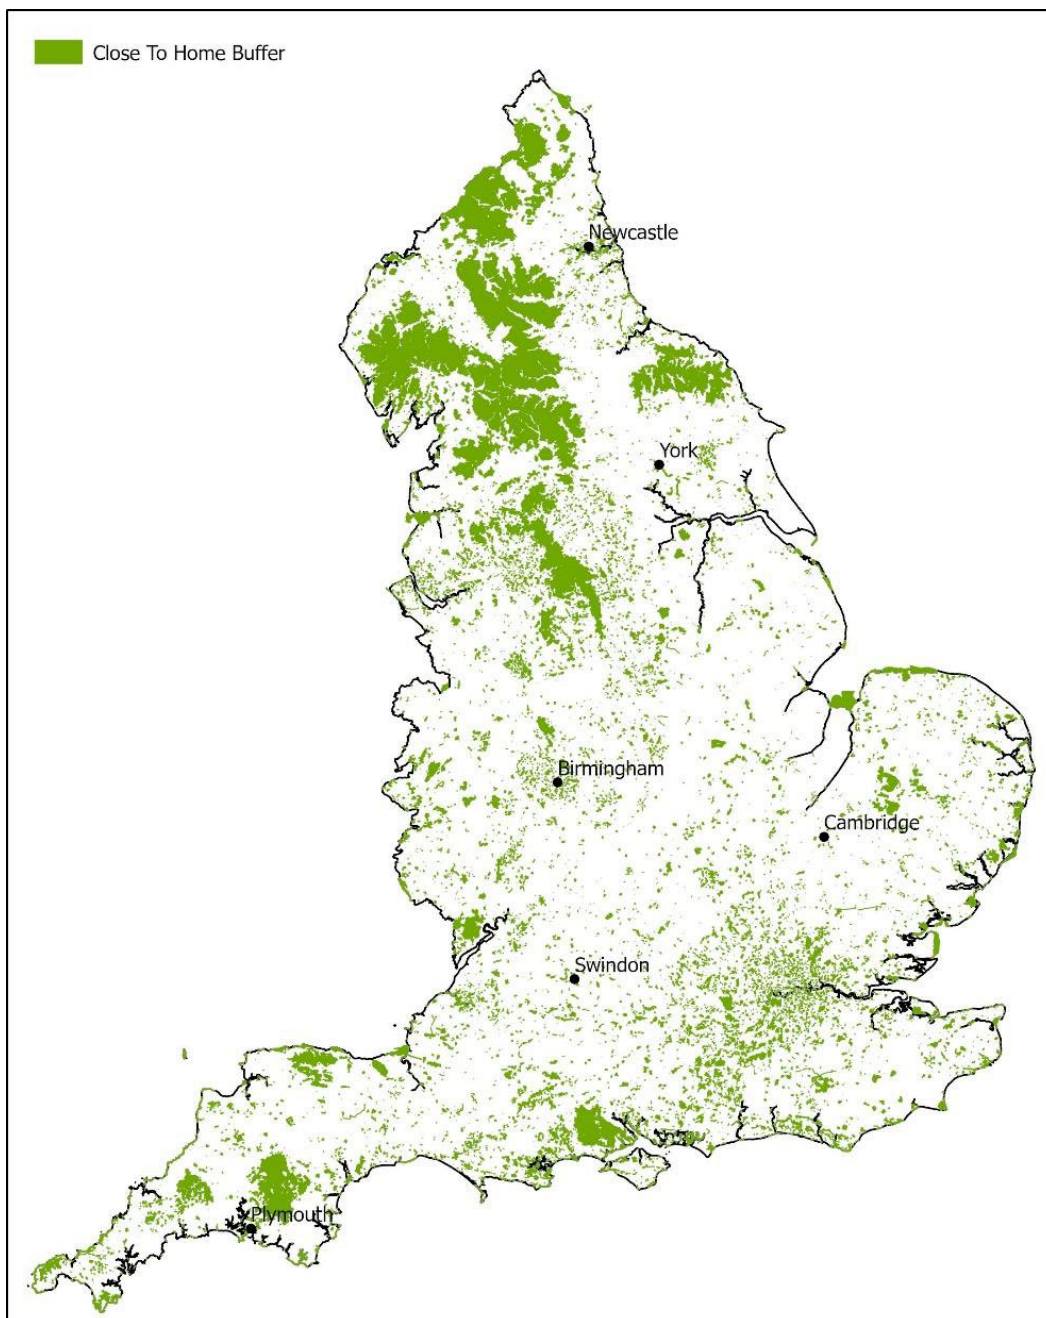 Close To Home Buffer
Newcastle
York
Birmingham
Cambridge
Swindon
Plymouth